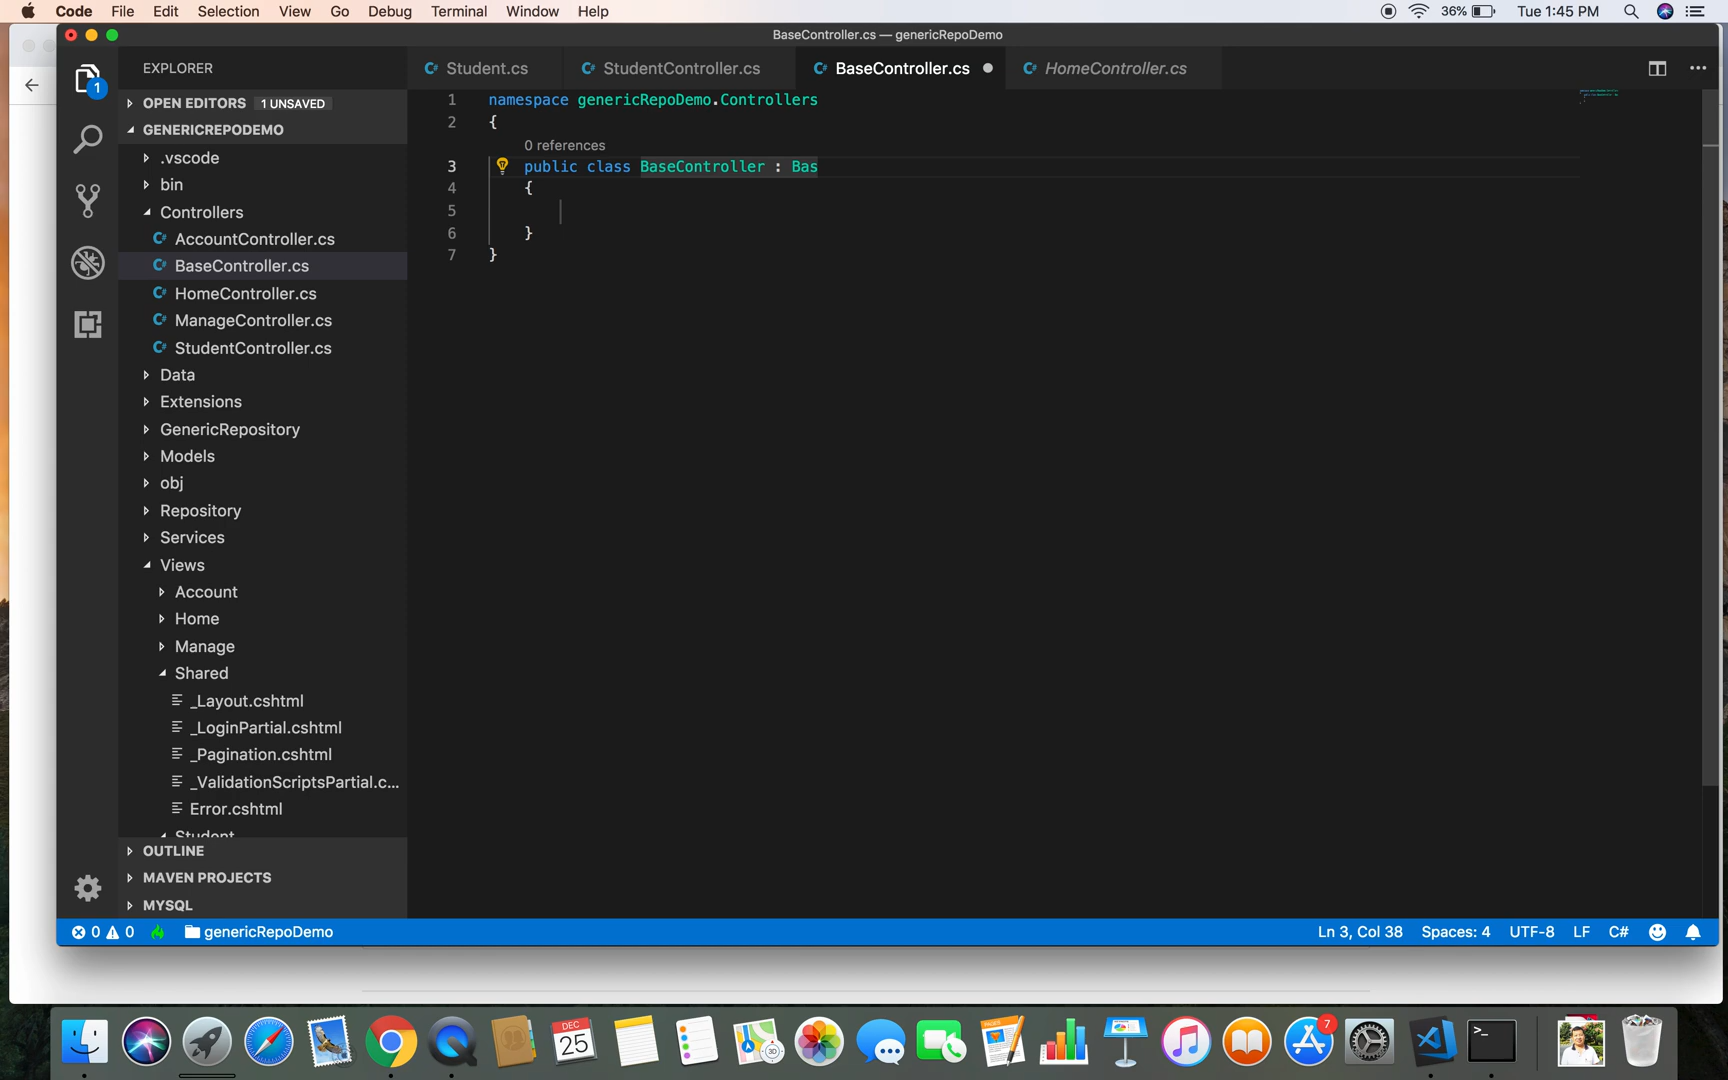 Code File Edit Selection View Go Debug Terminal Window Help
36% Tue 1:45 PM
BaseController.cs — genericRepoDemo
EXPLORER
Student.cs
StudentController.cs
BaseController.cs
HomeController.cs
1
OPEN EDITORS 1 UNSAVED
GENERICREPODEMO
.vscode
bin
Controllers
AccountController.cs
BaseController.cs
HomeController.cs
ManageController.cs
StudentController.cs
Data
Extensions
GenericRepository
Models
obj
Repository
Services
Views
Account
Home
Manage
Shared
_Layout.cshtml
_LoginPartial.cshtml
_Pagination.cshtml
_ValidationScriptsPartial.c...
Error.cshtml
Student
OUTLINE
MAVEN PROJECTS
MYSQL
1 namespace genericRepoDemo.Controllers
2 {
0 references
3 public class BaseController : Bas
4 {
5
6 }
7 }
0 0 genericRepoDemo
Ln 3, Col 38 Spaces: 4 UTF-8 LF C#
DEC
25
3D
PAGES
7
>_